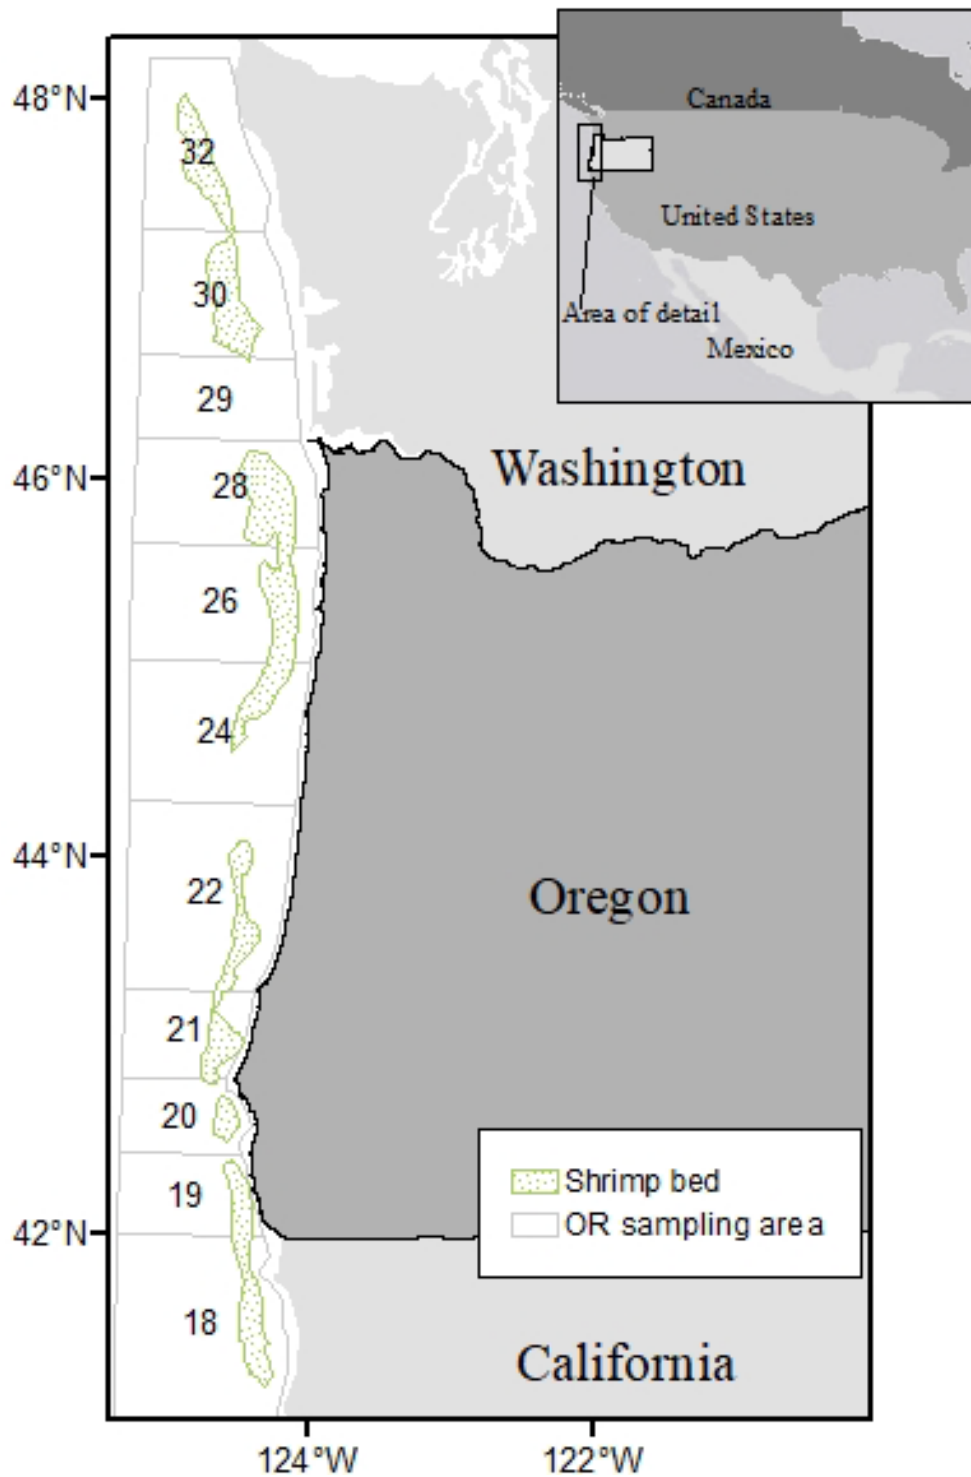 48°N
46°N
44°N
42°N
124°W
122°W
32
30
29
28
26
24
22
21
20
19
18
Canada
United States
Area of detail
Mexico
Washington
Oregon
California
Shrimp bed
OR sampling area